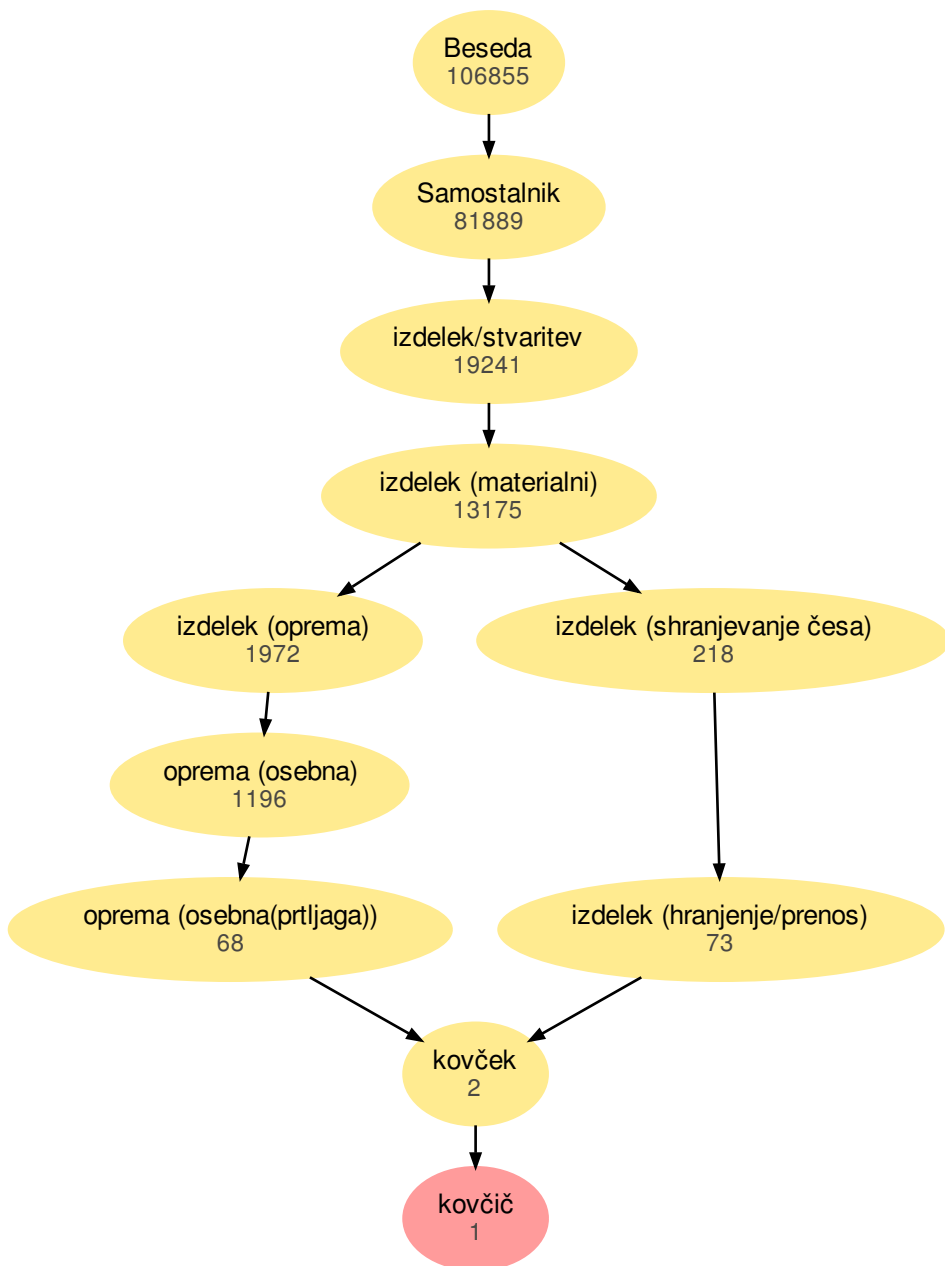 Beseda
106855
Samostalnik
81889
izdelek/stvaritev
19241
izdelek (materialni)
13175
izdelek (oprema)
1972
izdelek (shranjevanje česa)
218
oprema (osebna)
1196
oprema (osebna(prtljaga))
68
izdelek (hranjenje/prenos)
73
kovček
2
kovčič
1